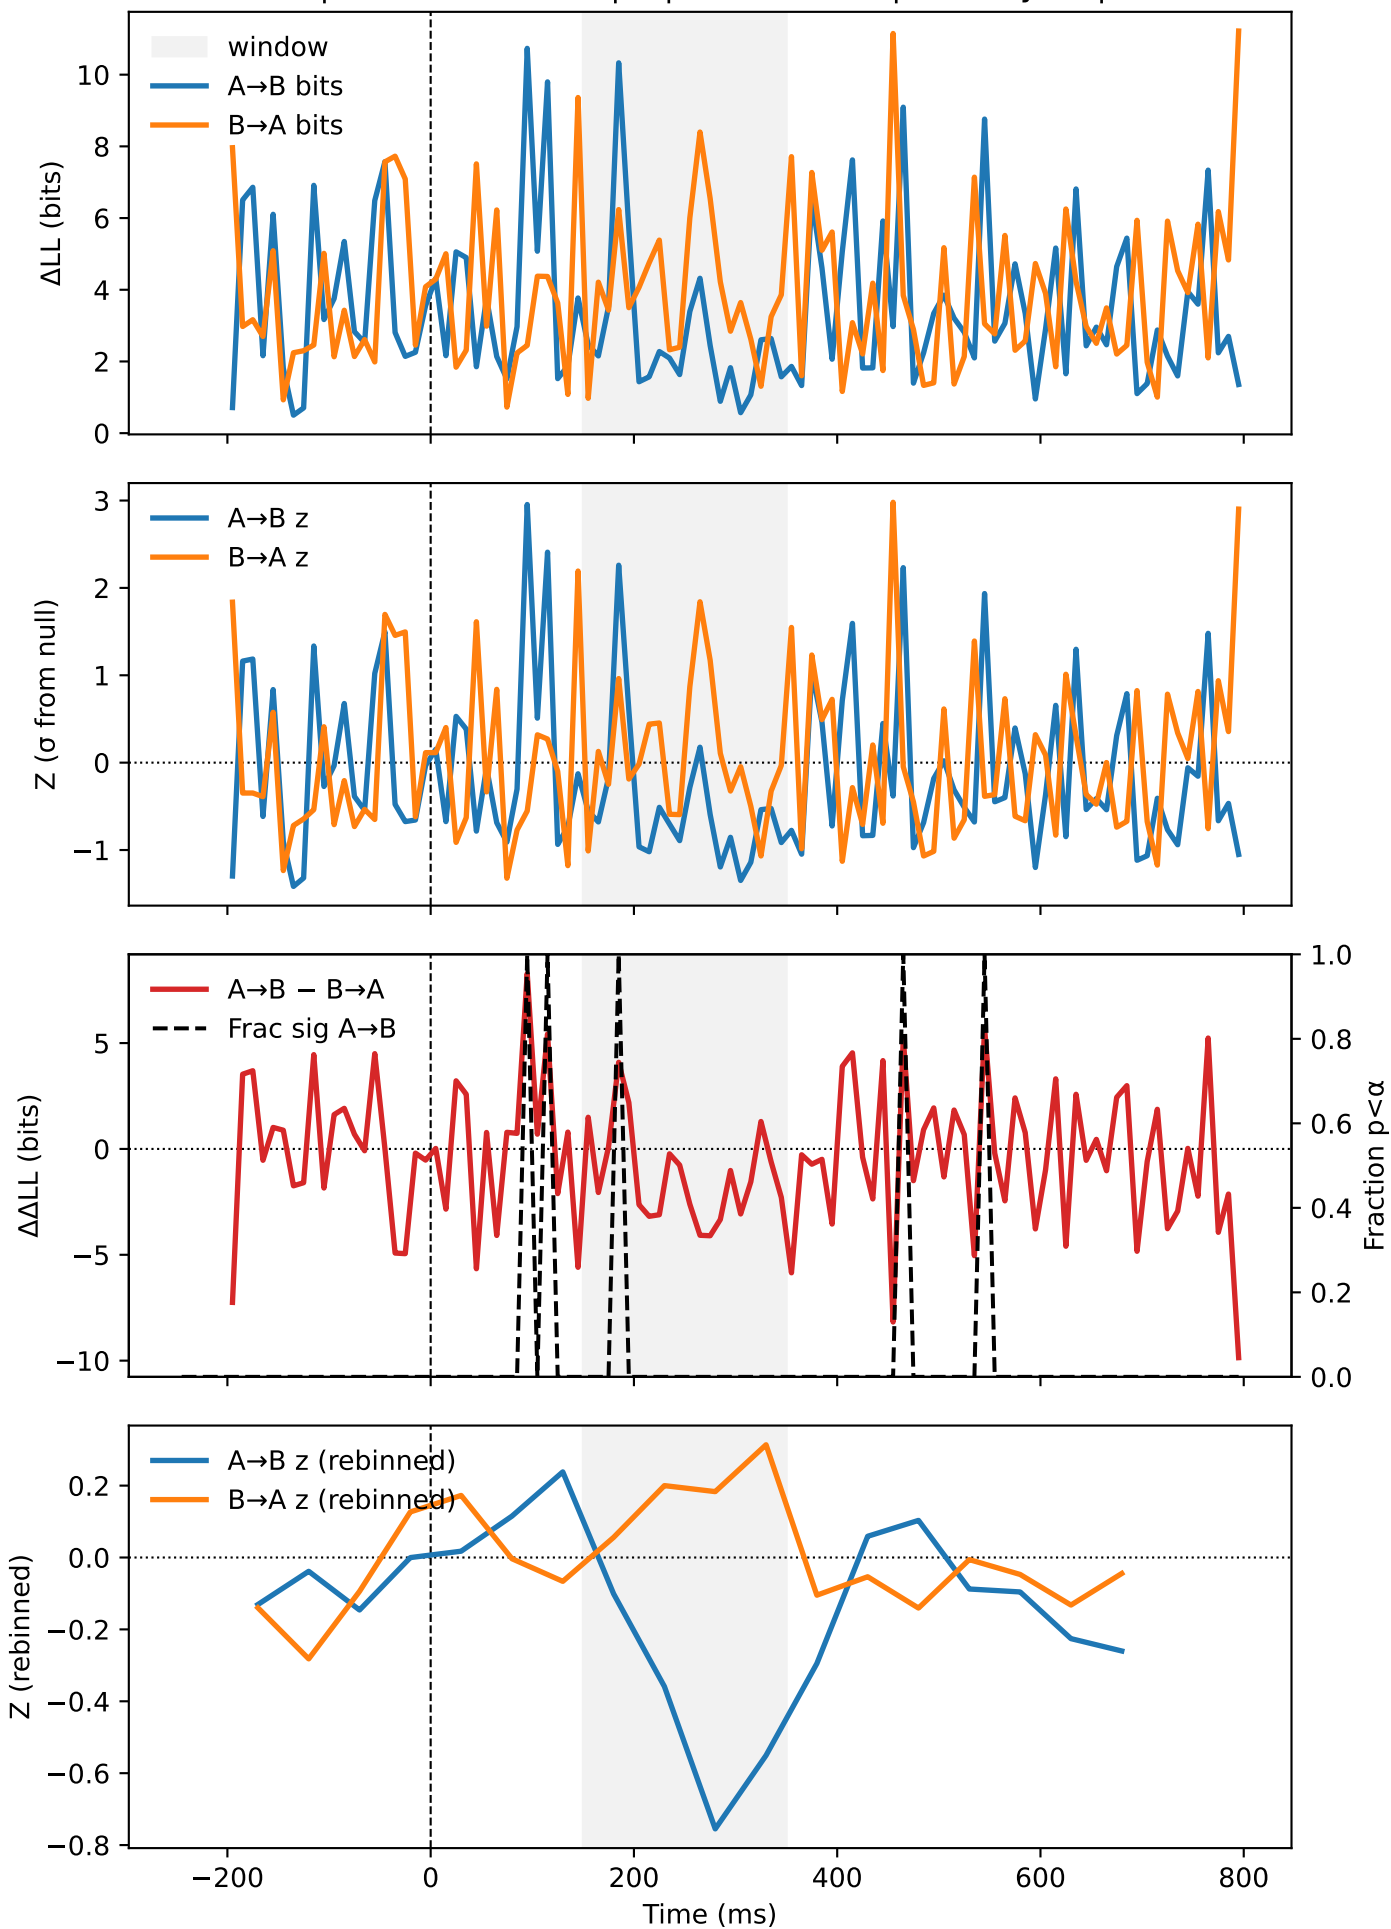 window
A→B bits
B→A bits
ΔLL (bits)
10
8
6
4
2
0
A→B z
B→A z
Z (σ from null)
3
2
1
0
−1
A→B − B→A
Frac sig A→B
ΔΔLL (bits)
5
0
−5
−10
1.0
0.8
0.6
0.4
0.2
0.0
Fraction p<α
A→B z (rebinned)
B→A z (rebinned)
Z (rebinned)
0.2
0.0
−0.2
−0.4
−0.6
−0.8
−200
0
200
400
600
800
Time (ms)